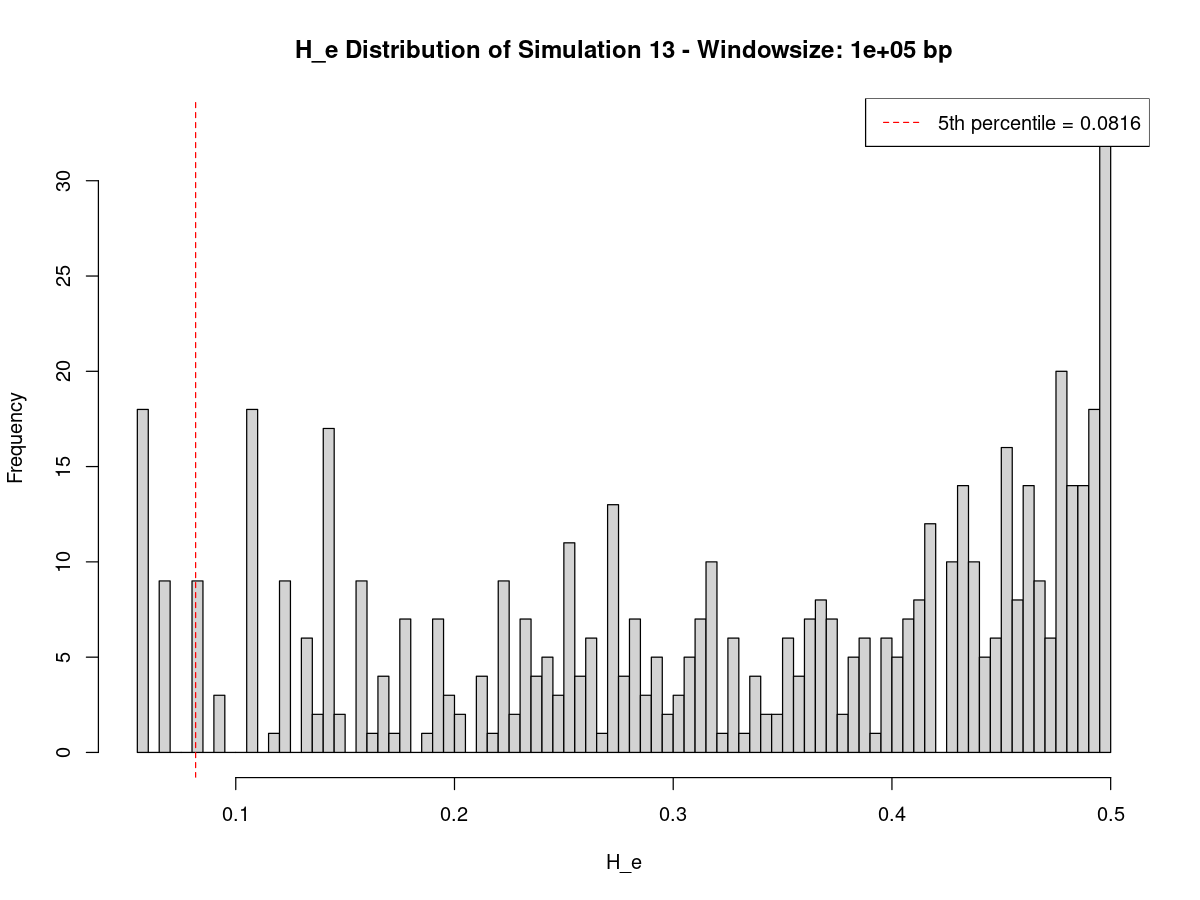 H_e Distribution of Simulation 13 - Windowsize: 1e+05 bp
5th percentile = 0.0816
Frequency
30
25
20
15
10
5
0
0.1 0.2 0.3 0.4 0.5
H_e